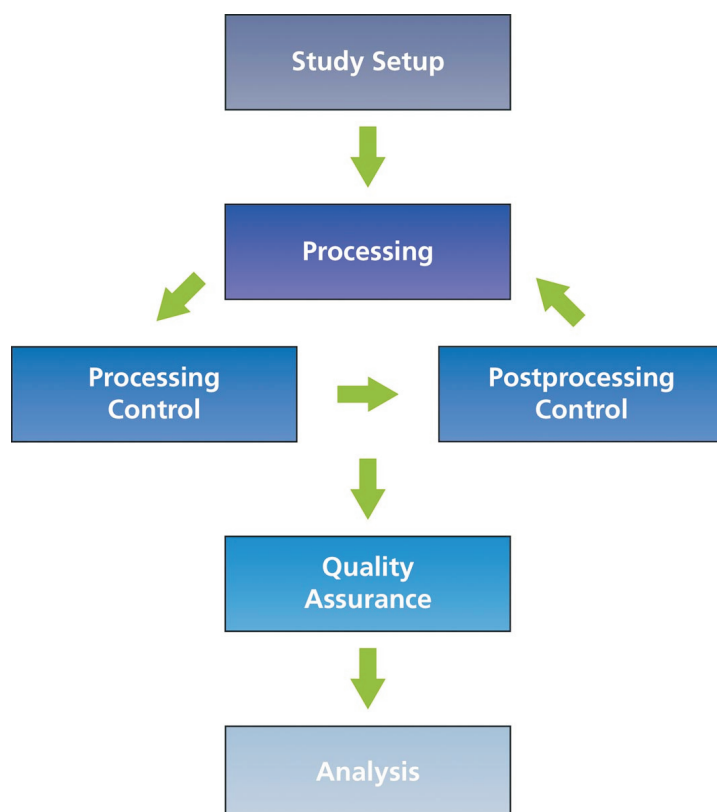 Study Setup
Processing
Processing
Control
Postprocessing
Control
Quality
Assurance
Analysis